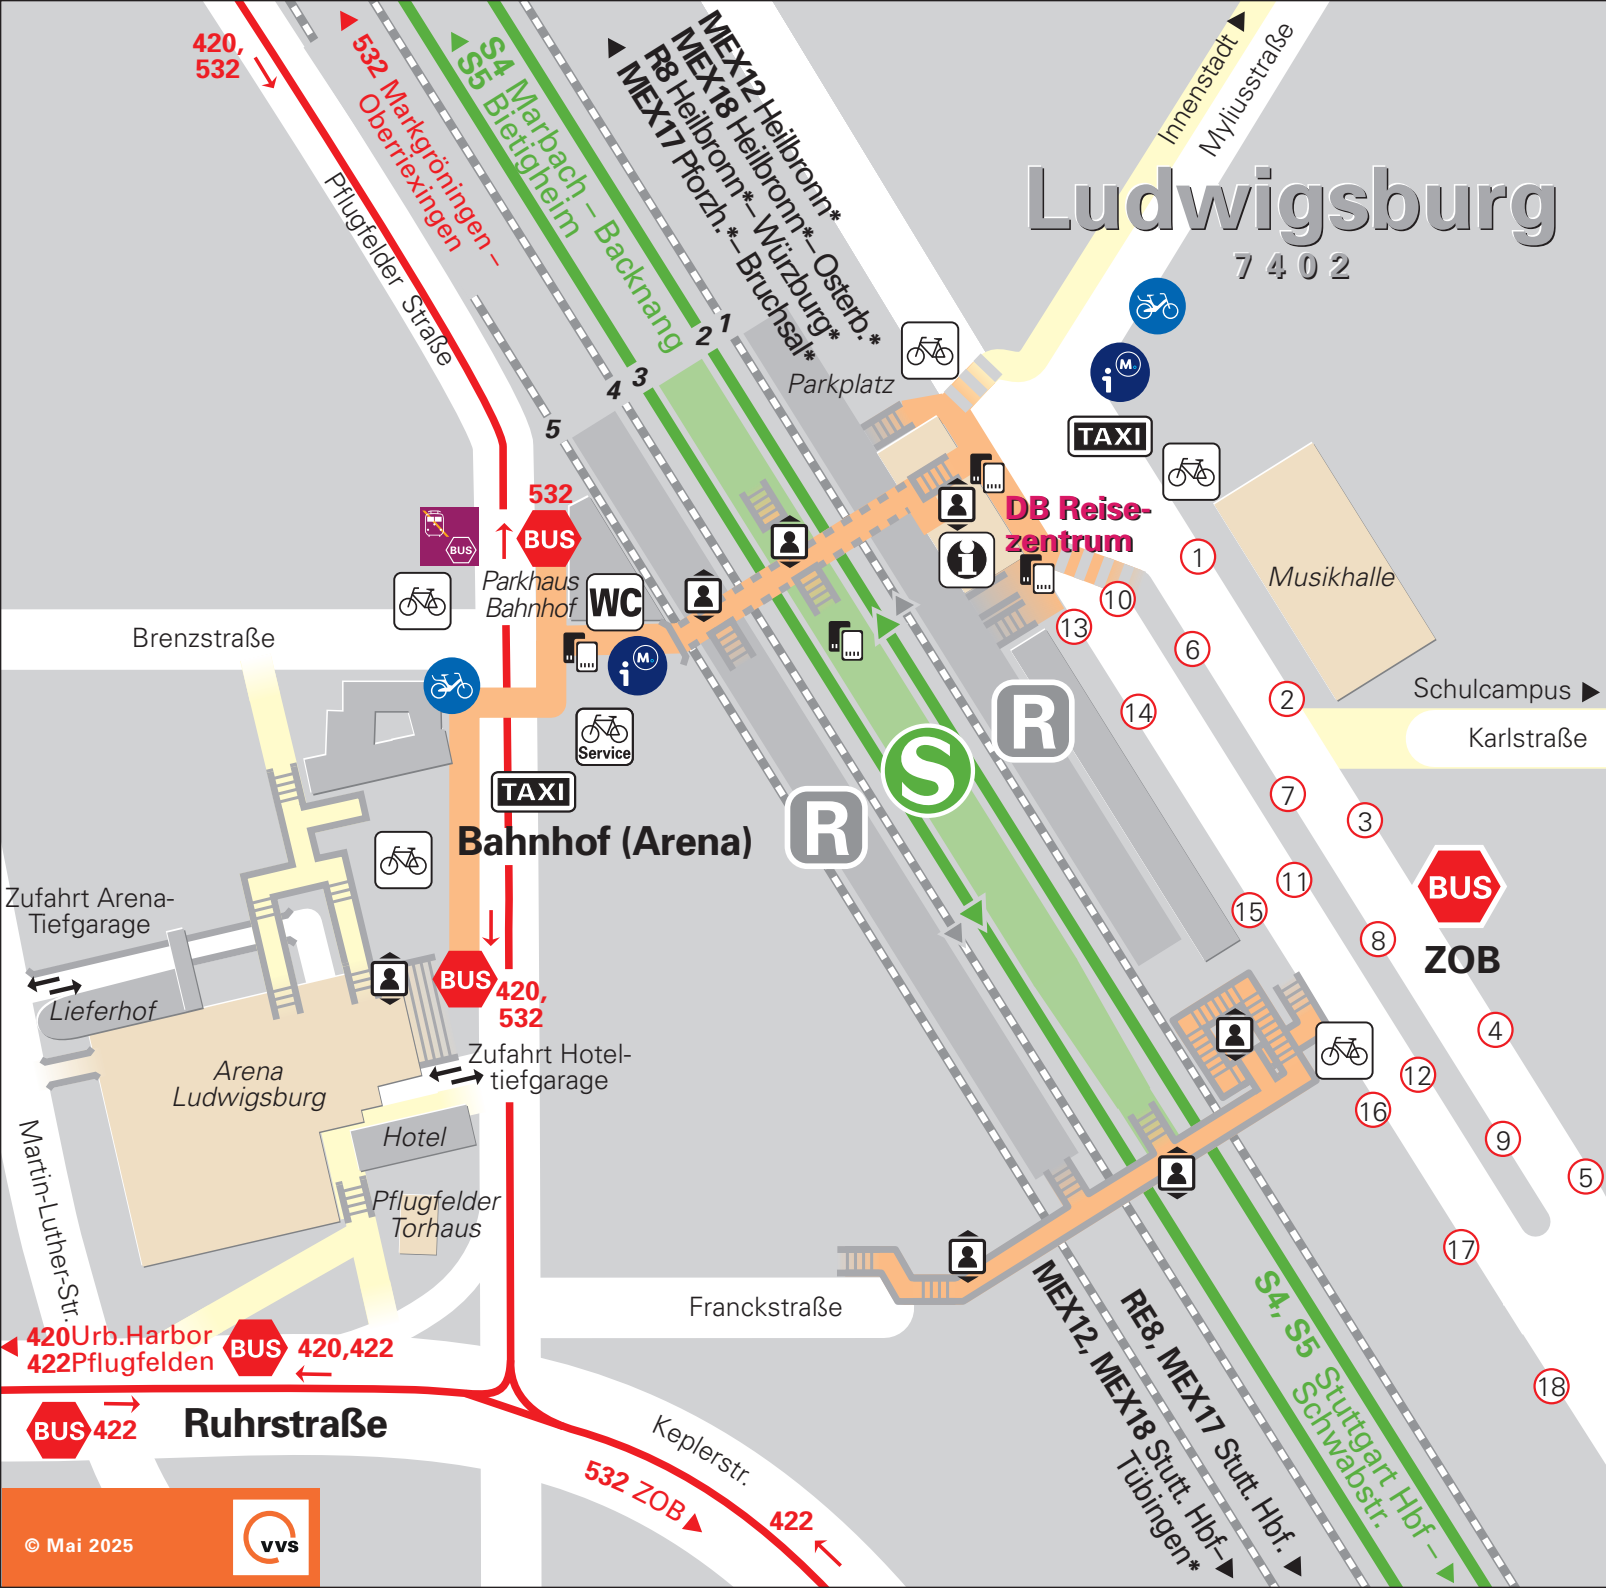 420,
532
532 Markgröningen –
Oberriexingen
S4 Marbach – Backnang
S5 Bietigheim
MEX12 Heilbronn*
MEX18 Heilbronn*– Osterb.*
R8 Heilbronn*– Würzburg*
MEX17 Pforzh.*– Bruchsal*
Innenstadt
Myliusstraße
Ludwigsburg
7402
Pflugfelder Straße
1
2
3
4
5
Parkplatz
M
i
TAXI
532
BUS
BUS
DB Reise-
zentrum
i
Parkhaus
Bahnhof
WC
Musikhalle
1
10
13
6
2
14
7
3
11
15
8
4
12
16
9
5
17
18
Brenzstraße
M
i
Service
TAXI
Bahnhof (Arena)
R
S
R
Schulcampus
Karlstraße
BUS
ZOB
Zufahrt Arena-
Tiefgarage
Lieferhof
BUS
420,
532
Zufahrt Hotel-
tiefgarage
Arena
Ludwigsburg
Hotel
Pflugfelder
Torhaus
Martin-Luther-Str.
Franckstraße
420 Urb.Harbor
422 Pflugfelden
BUS
420,422
BUS
422
Ruhrstraße
Keplerstr.
532 ZOB
422
MEX12, MEX18 Stutt. Hbf–
Tübingen*
RE8, MEX17 Stutt. Hbf.
S4, S5 Stuttgart Hbf –
Schwabstr.
© Mai 2025
vvs